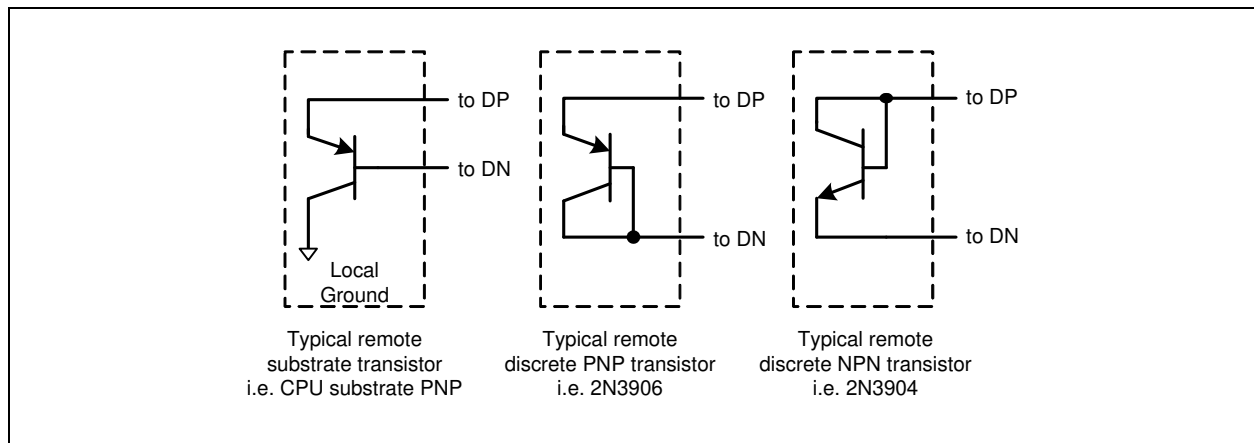 to DP
to DN
Local
Ground
Typical remote
substrate transistor
i.e. CPU substrate PNP
to DP
to DN
Typical remote
discrete PNP transistor
i.e. 2N3906
to DP
to DN
Typical remote
discrete NPN transistor
i.e. 2N3904